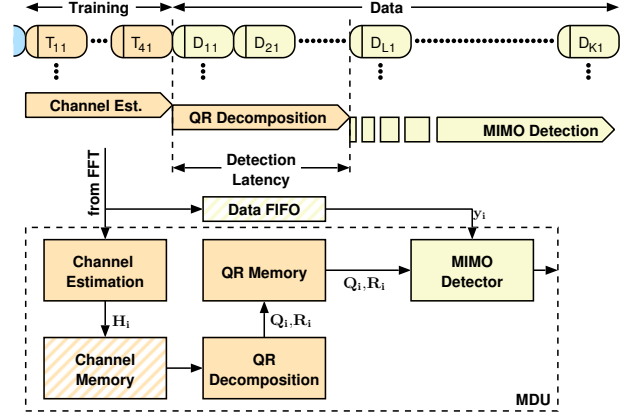 Training Data
T11 T41 D11 D21 DL1 DK1
Channel Est.
QR Decomposition
MIMO Detection
Detection
Latency
from FFT
Data FIFO
yi
Channel
Estimation
QR Memory
MIMO
Detector
Qi,Ri
Hi
Qi,Ri
Channel
Memory
QR
Decomposition
MDU